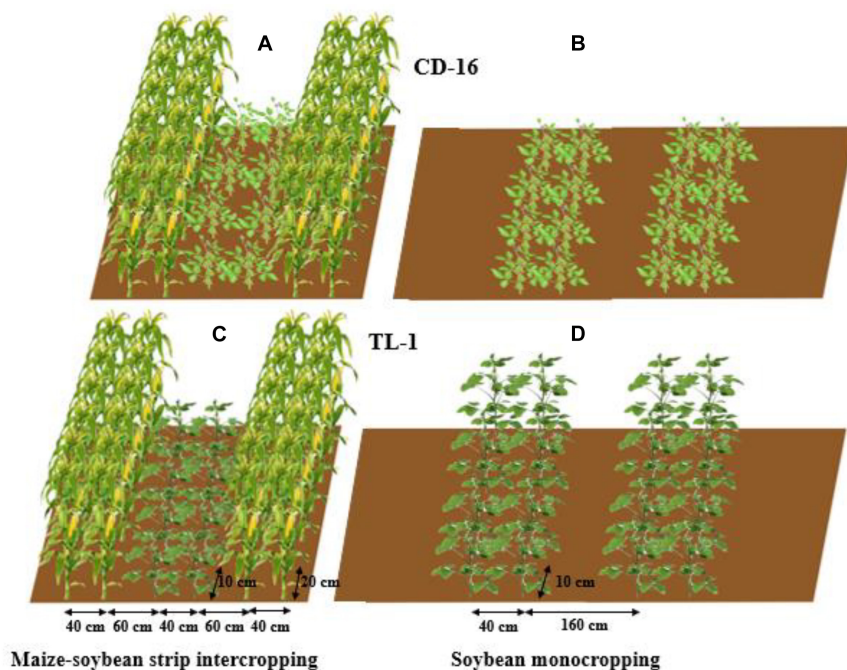 A
B
CD-16
C
TL-1
D
10 cm
20 cm
10 cm
40 cm
60 cm
40 cm
60 cm
40 cm
40 cm
160 cm
Maize-soybean strip intercropping
Soybean monocropping